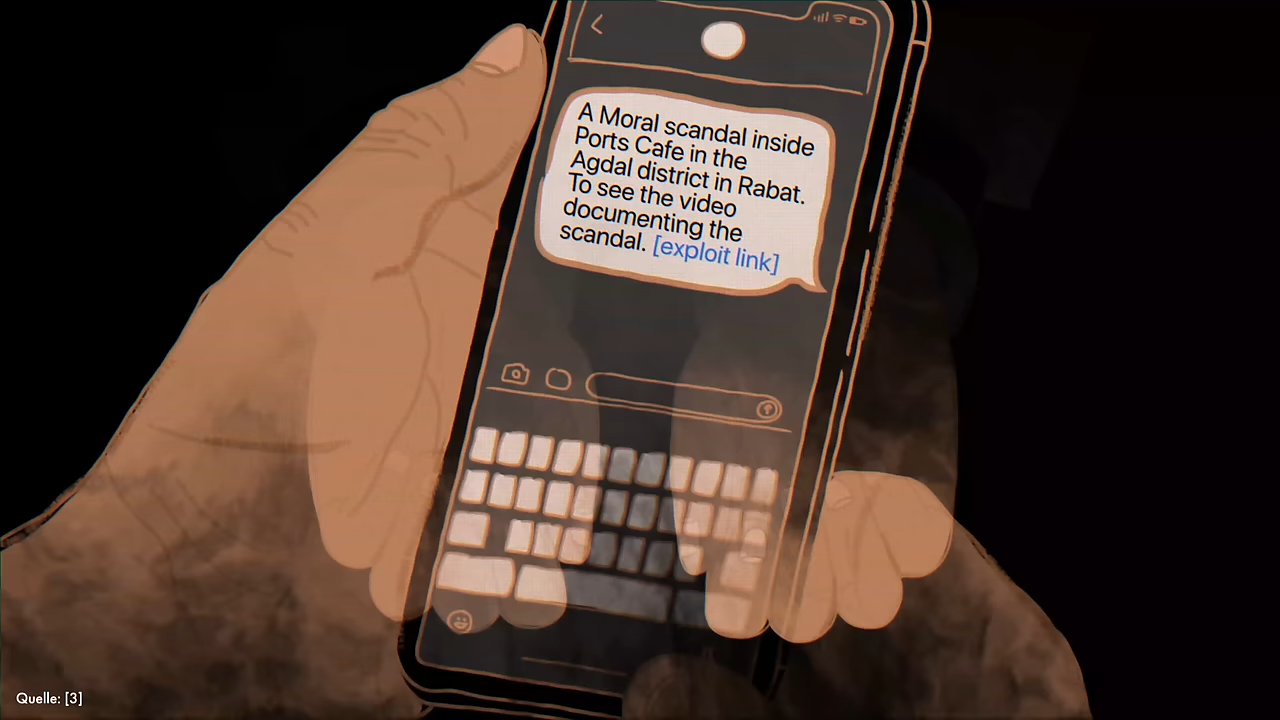 A Moral scandal inside
Ports Cafe in the
Agdal district in Rabat.
To see the video
documenting the
scandal. [exploit link]
Quelle: [3]